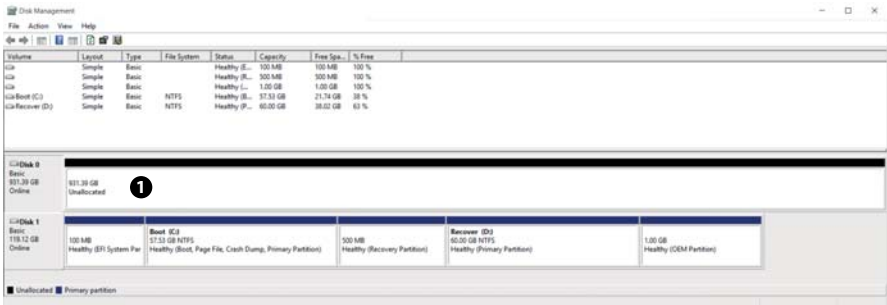 Disk Management
File Action View Help
Volume Layout Type File System Status Capacity Free Spa... % Free
Simple Basic Healthy (E... 100 MB 100 MB 100 %
Simple Basic Healthy (R... 500 MB 500 MB 100 %
Simple Basic Healthy (... 1.00 GB 1.00 GB 100 %
Boot (C:) Simple Basic NTFS Healthy (B... 57.53 GB 21.74 GB 38 %
Recover (D:) Simple Basic NTFS Healthy (P... 60.00 GB 38.02 GB 63 %
Disk 0
Basic
931.39 GB
Online
931.39 GB
Unallocated
1
Disk 1
Basic
119.12 GB
Online
100 MB
Healthy (EFI System Par
Boot (C:)
57.53 GB NTFS
Healthy (Boot, Page File, Crash Dump, Primary Partition)
500 MB
Healthy (Recovery Partition)
Recover (D:)
60.00 GB NTFS
Healthy (Primary Partition)
1.00 GB
Healthy (OEM Partition)
Unallocated Primary partition